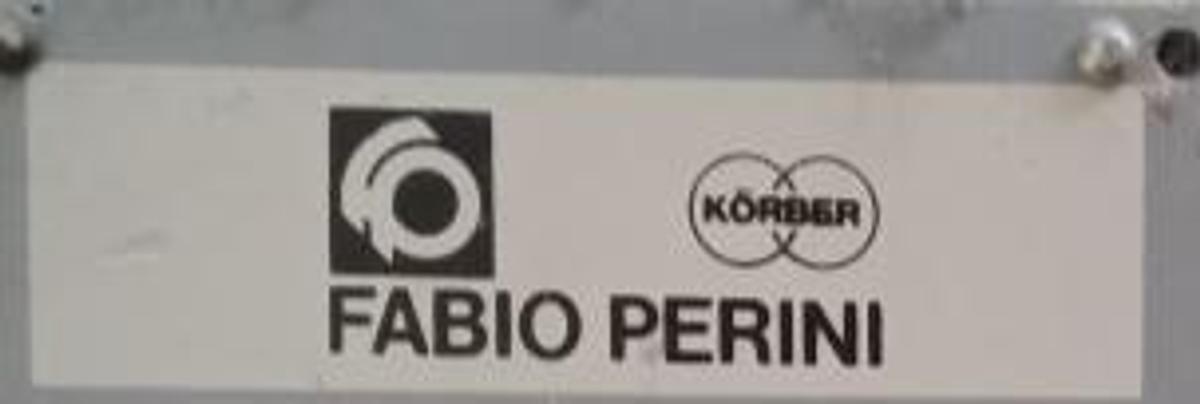 KÖRBER
FABIO PERINI